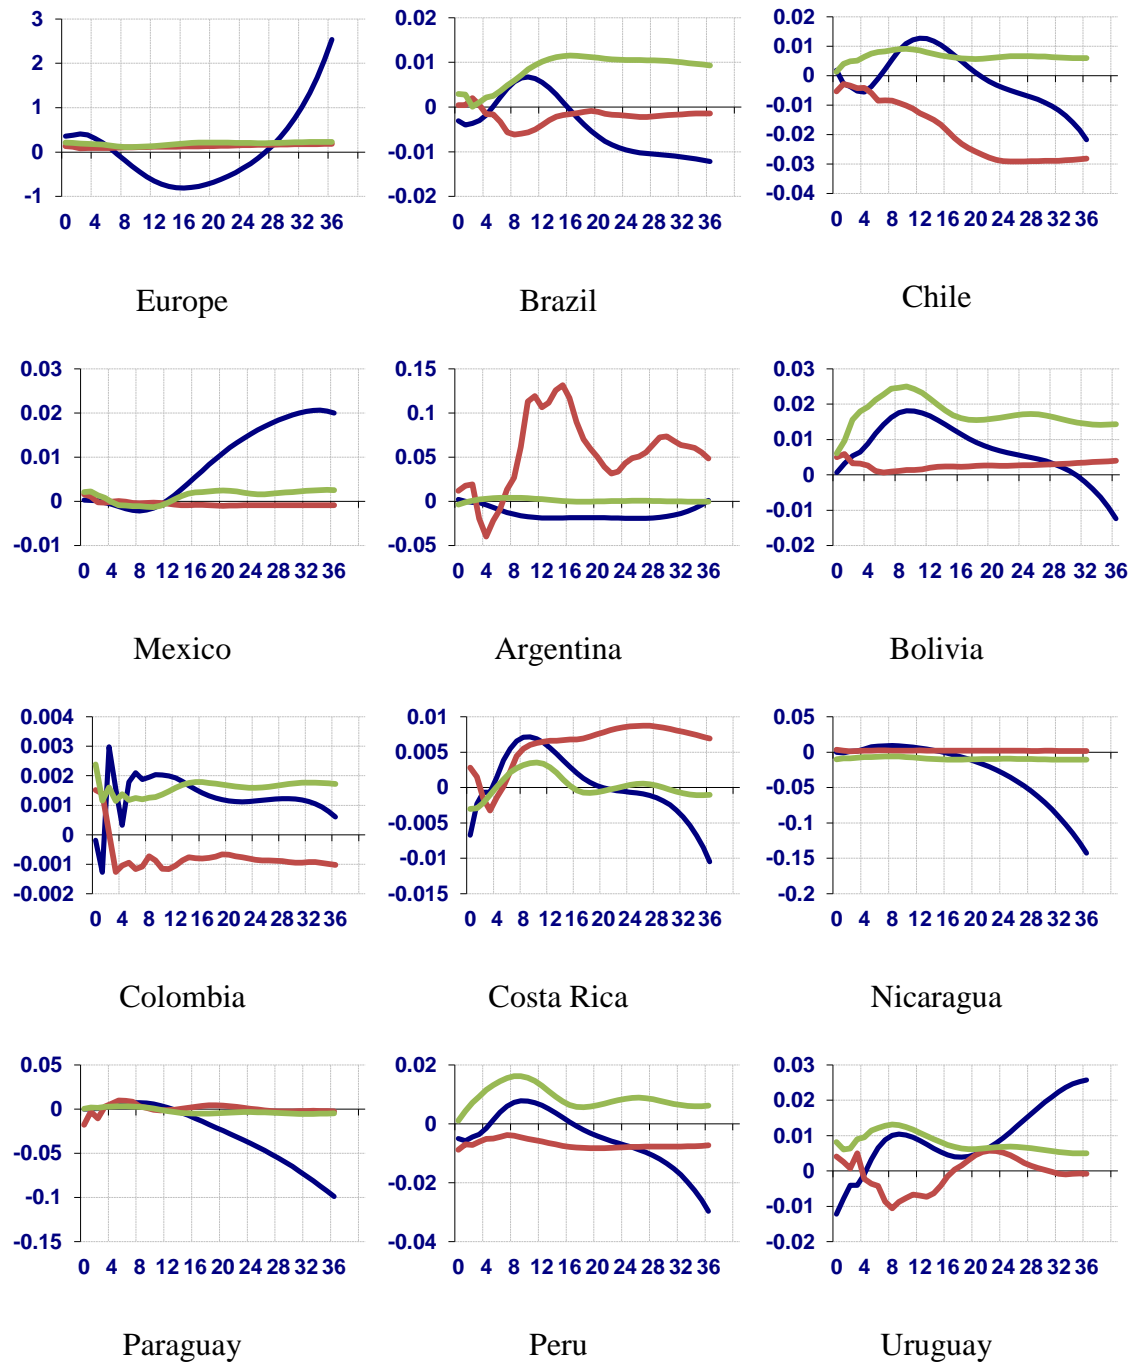 3
2
1
0
-1
0 4 8 12 16 20 24 28 32 36
Europe
0.02
0.01
0
-0.01
-0.02
0 4 8 12 16 20 24 28 32 36
Brazil
0.02
0.01
0
-0.01
-0.02
-0.03
-0.04
0 4 8 12 16 20 24 28 32 36
Chile
0.03
0.02
0.01
0
-0.01
0 4 8 12 16 20 24 28 32 36
Mexico
0.15
0.1
0.05
0
-0.05
0 4 8 12 16 20 24 28 32 36
Argentina
0.03
0.02
0.01
0
-0.01
-0.02
0 4 8 12 16 20 24 28 32 36
Bolivia
0.004
0.003
0.002
0.001
0
-0.001
-0.002
0 4 8 12 16 20 24 28 32 36
Colombia
0.01
0.005
0
-0.005
-0.01
-0.015
0 4 8 12 16 20 24 28 32 36
Costa Rica
0.05
0
-0.05
-0.1
-0.15
-0.2
0 4 8 12 16 20 24 28 32 36
Nicaragua
0.05
0
-0.05
-0.1
-0.15
0 4 8 12 16 20 24 28 32 36
Paraguay
0.02
0
-0.02
-0.04
0 4 8 12 16 20 24 28 32 36
Peru
0.03
0.02
0.01
0
-0.01
-0.02
0 4 8 12 16 20 24 28 32 36
Uruguay